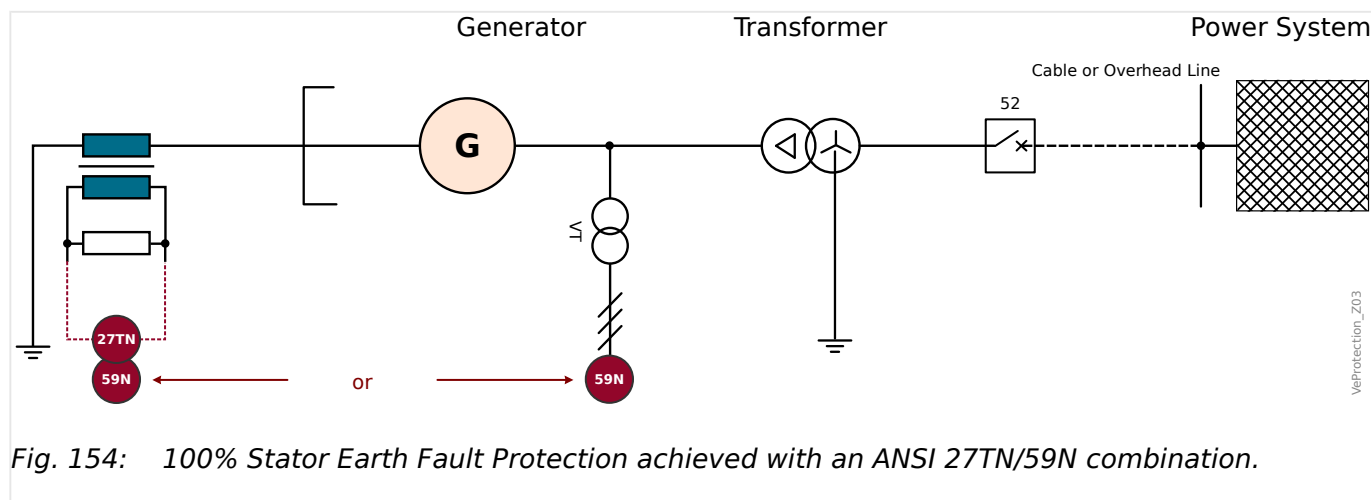 Generator
Transformer
Power System
Cable or Overhead Line
52
G
VT
27TN
59N
or
59N
VeProtection_Z03
Fig. 154: 100% Stator Earth Fault Protection achieved with an ANSI 27TN/59N combination.